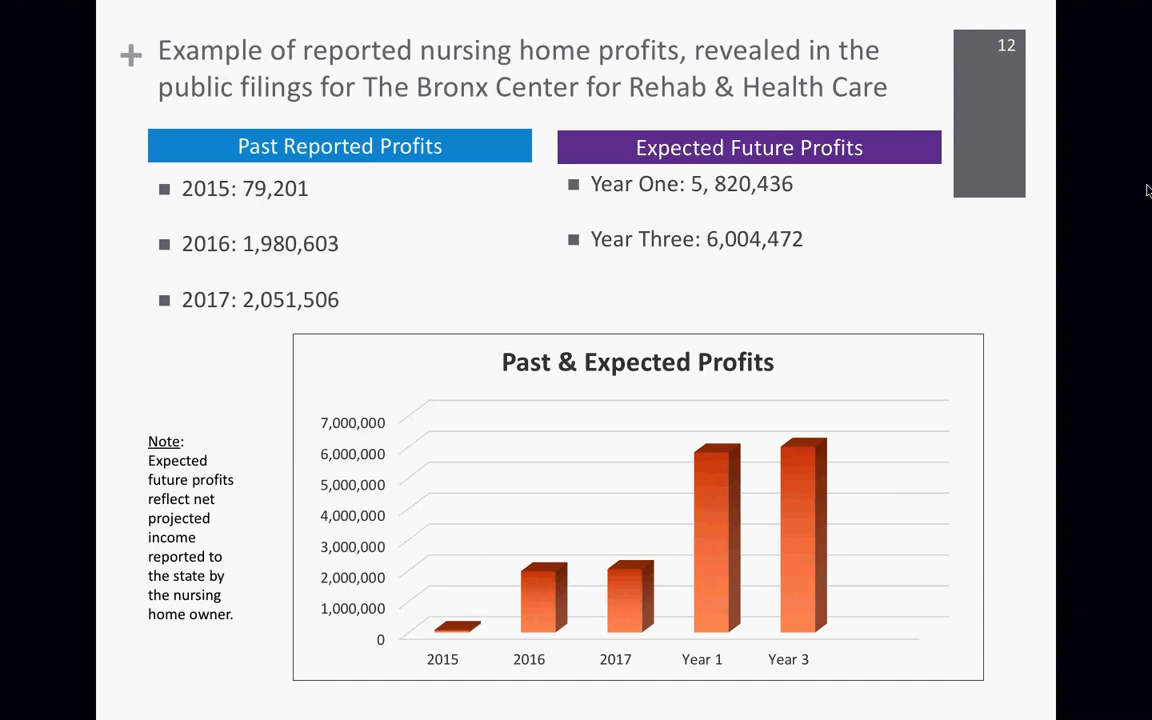 + Example of reported nursing home profits, revealed in the
public filings for The Bronx Center for Rehab & Health Care
12
Past Reported Profits
■ 2015: 79,201
■ 2016: 1,980,603
■ 2017: 2,051,506
Expected Future Profits
■ Year One: 5, 820,436
■ Year Three: 6,004,472
Note:
Expected
future profits
reflect net
projected
income
reported to
the state by
the nursing
home owner.
Past & Expected Profits
7,000,000
6,000,000
5,000,000
4,000,000
3,000,000
2,000,000
1,000,000
0
2015 2016 2017 Year 1 Year 3